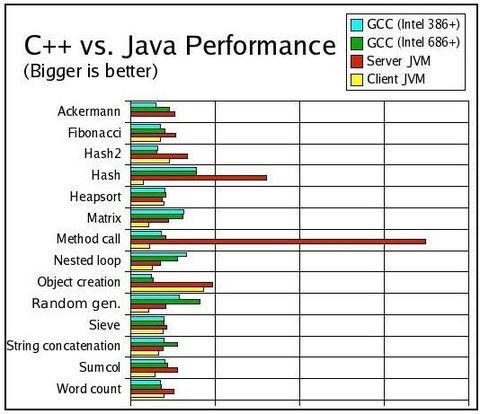 C++ vs. Java Performance
(Bigger is better)
GCC (Intel 386+)
GCC (Intel 686+)
Server JVM
Client JVM
Ackermann
Fibonacci
Hash2
Hash
Heapsort
Matrix
Method call
Nested loop
Object creation
Random gen.
Sieve
String concatenation
Sumcol
Word count